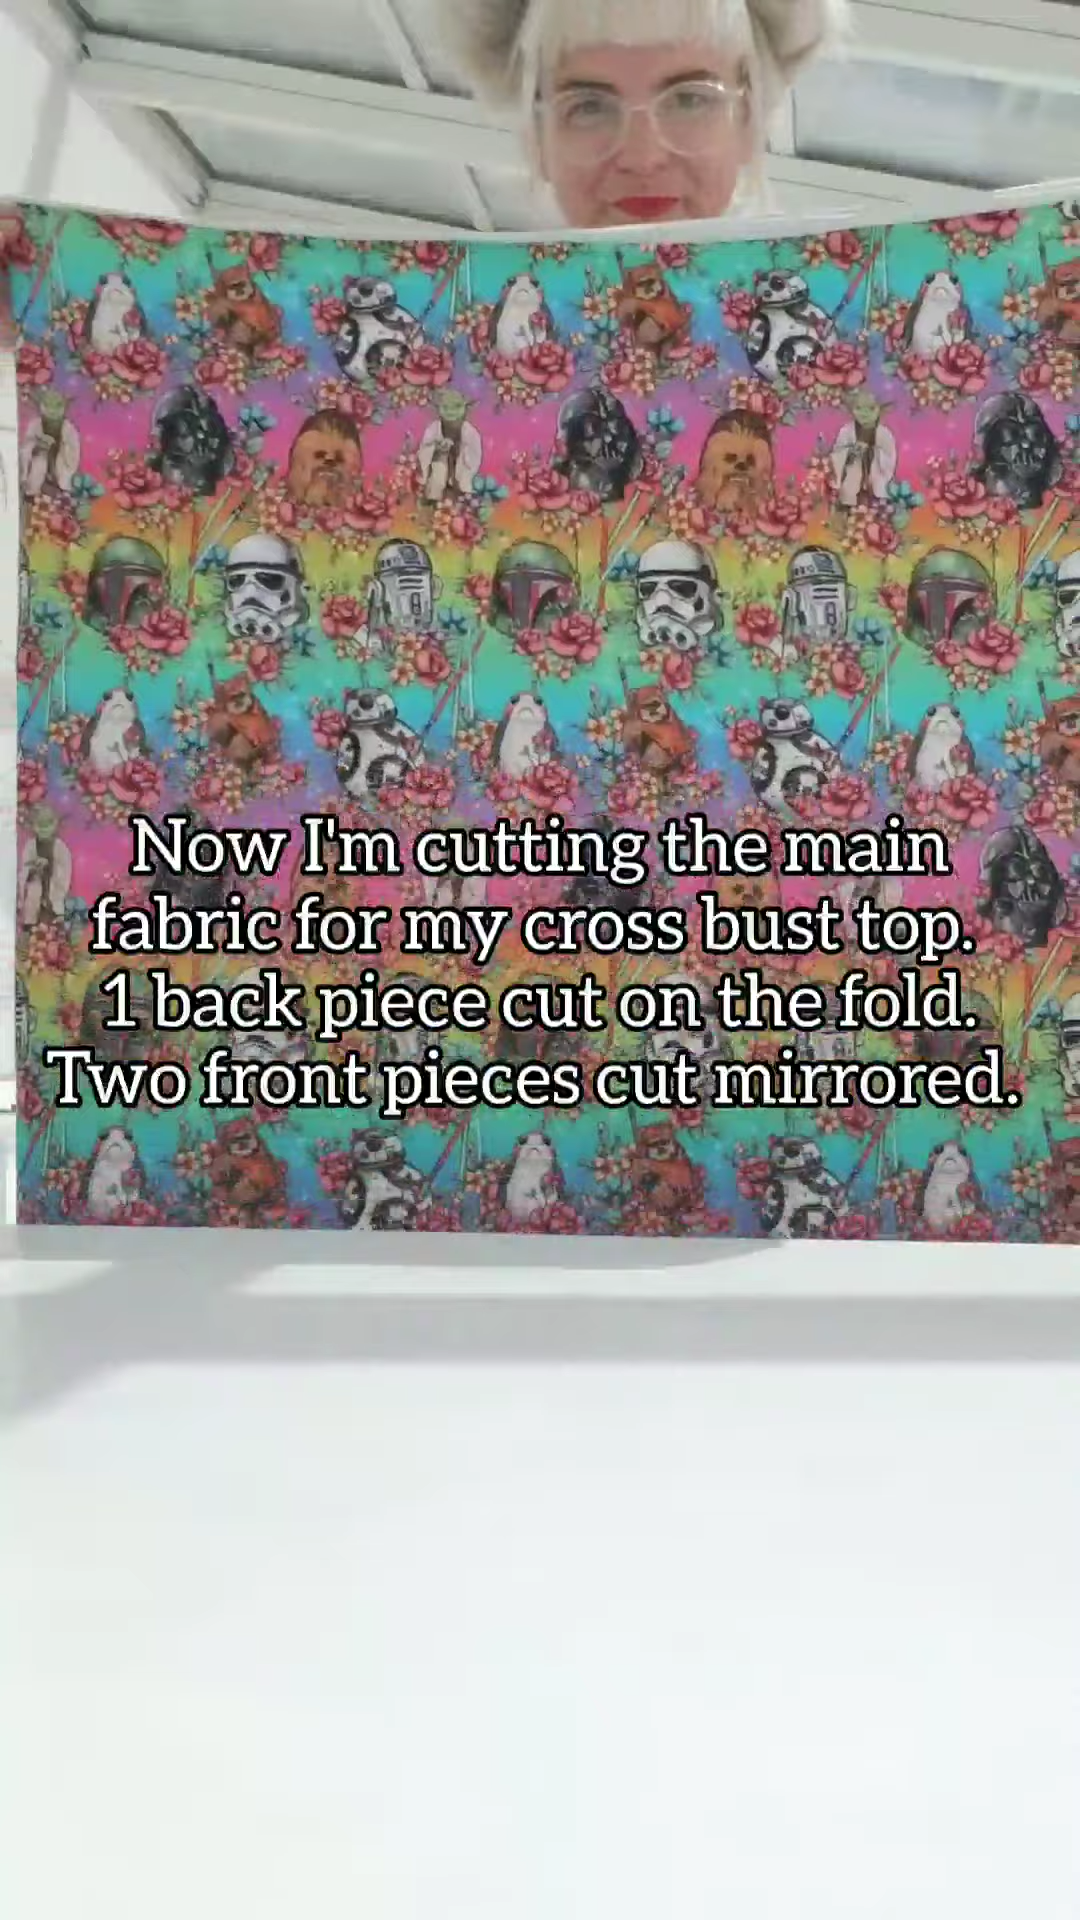 Now I'm cutting the main
fabric for my cross bust top.
1 back piece cut on the fold.
Two front pieces cut mirrored.